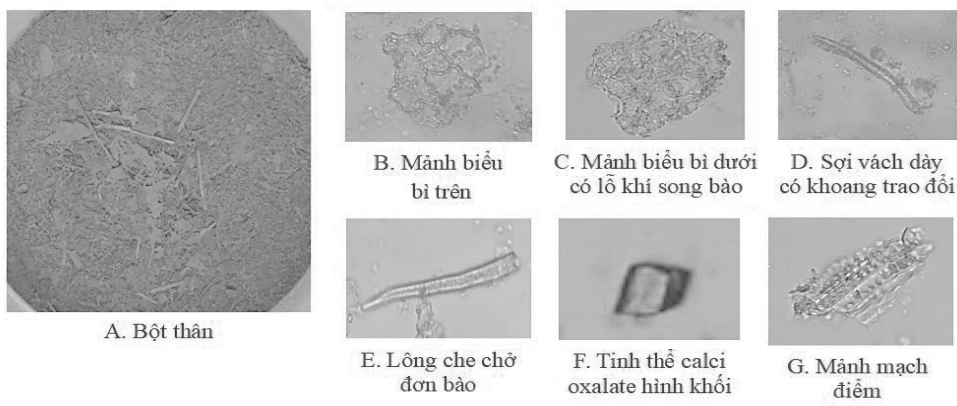 A. Bột thân
B. Mảnh biểu
bì trên
C. Mảnh biểu bì dưới
có lỗ khí song bào
D. Sợi vách dày
có khoang trao đổi
E. Lông che chở
đơn bào
F. Tinh thể calci
oxalate hình khối
G. Mảnh mạch
điểm